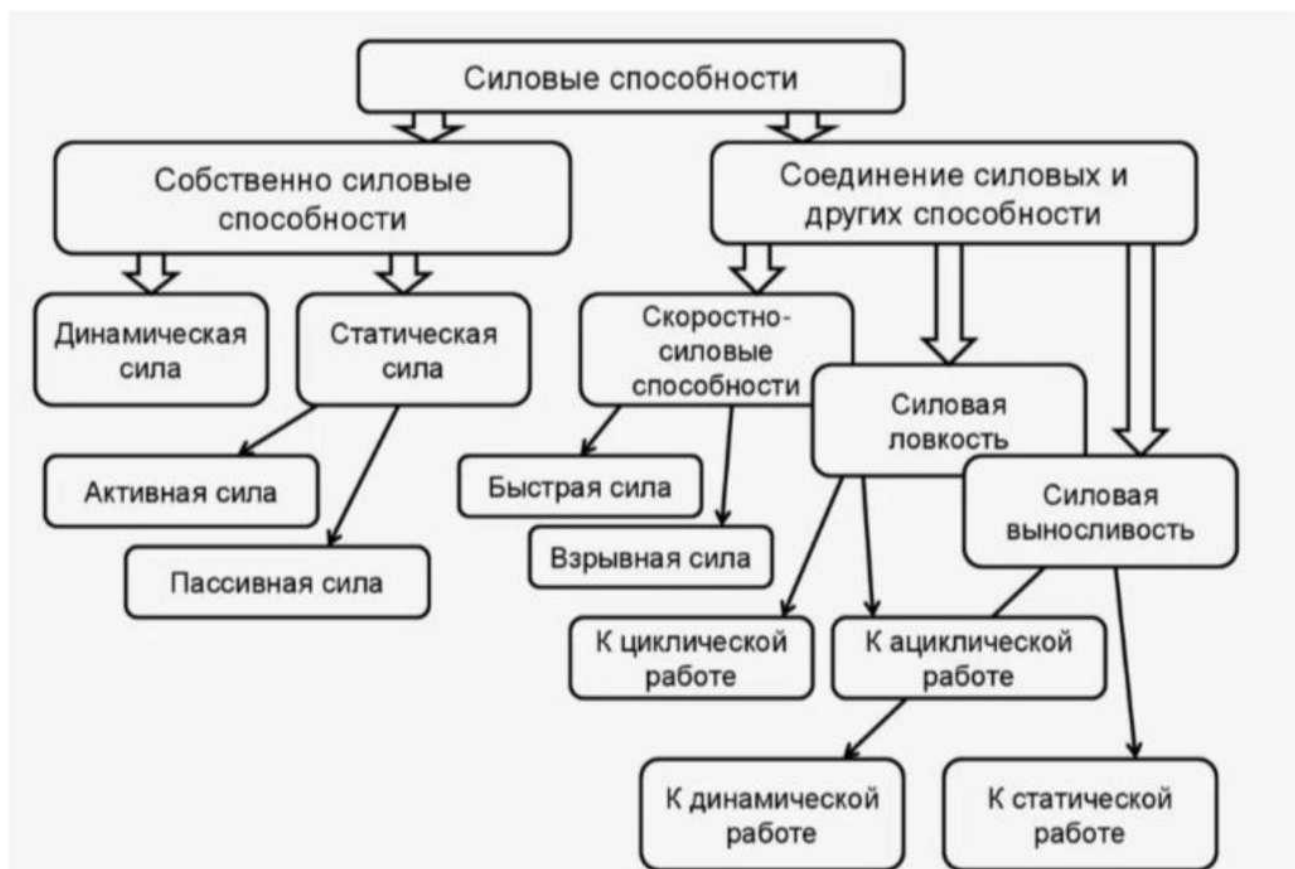 Силовые способности
Собственно силовые
способности
Соединение силовых и
других способности
Динамическая
сила
Статическая
сила
Скоростно-
силовые
способности
Силовая
ловкость
Силовая
выносливость
Активная сила
Пассивная сила
Быстрая сила
Взрывная сила
К циклической
работе
К ациклической
работе
К динамической
работе
К статической
работе